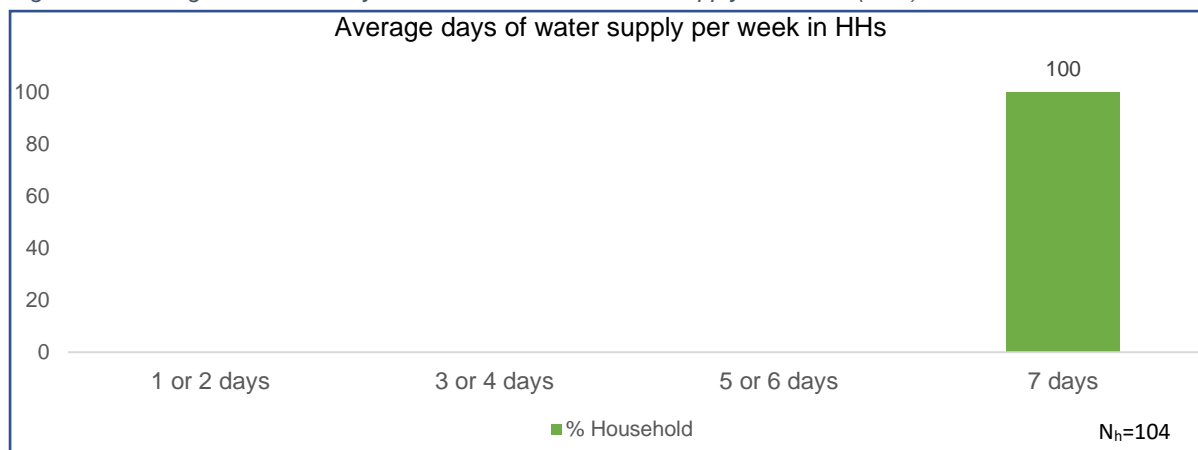 Average days of water supply per week in HHs
100
100
80
60
40
20
0
1 or 2 days
3 or 4 days
5 or 6 days
7 days
% Household
Nh=104